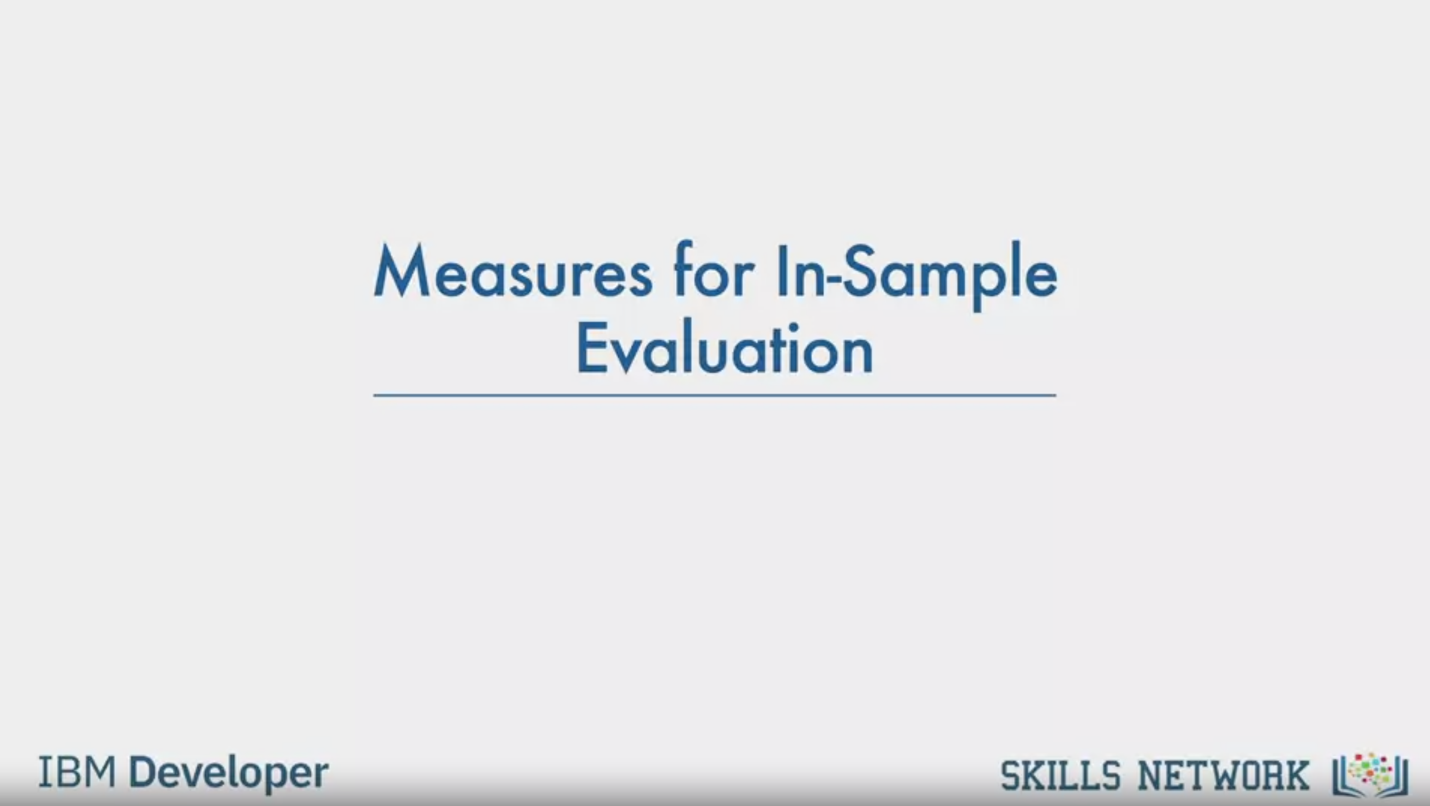 Measures for In-Sample
Evaluation
IBM Developer
SKILLS NETWORK